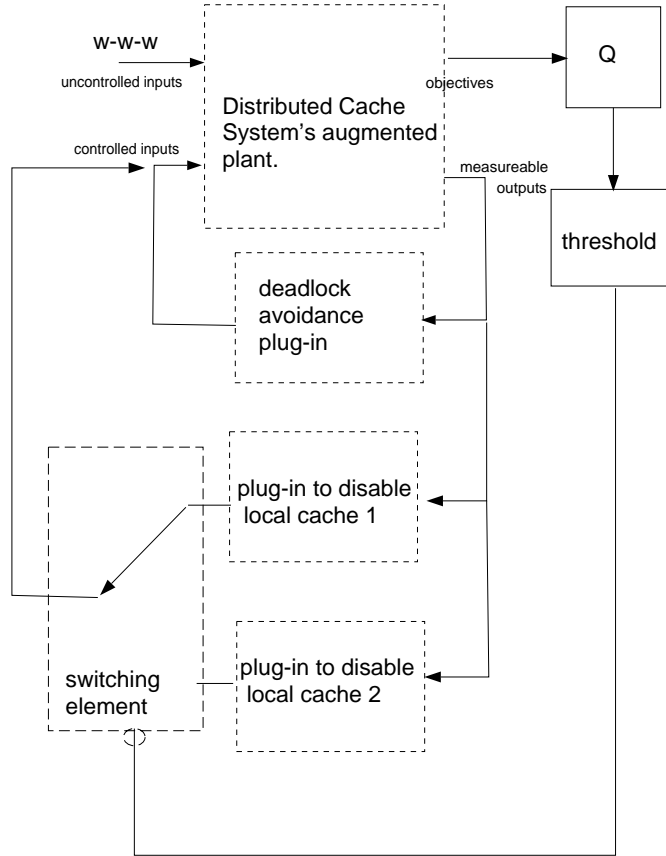 w-w-w
uncontrolled inputs
Distributed Cache
System's augmented
plant.
objectives
Q
controlled inputs
measureable
outputs
threshold
deadlock
avoidance
plug-in
plug-in to disable
local cache 1
plug-in to disable
local cache 2
switching
element